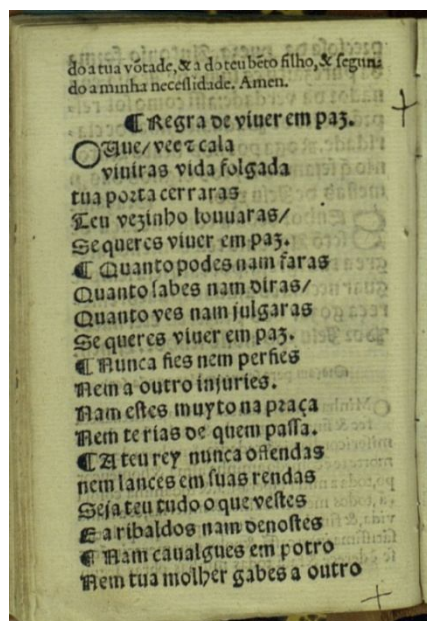 do a tua võtade, & a do teu bẽto filho, & segun-
do a minha necessidade. Amen.
¶ Regra de viuer em paz.
Oue/ vee ⁊ cala
viniras vida folgada
tua porta cerraras
Teu vezinho louuaras/
Se queres viuer em paz.
¶ Quanto podes nam faras
Quanto sabes nam diras/
Quanto ves nam julgaras
Se queres viuer em paz.
¶ Nunca fies nem perfies
Nem a outro injuries.
Nam estes muyto na praça
Nem te rias de quem passa.
¶ A teu rey nunca offendas
nem lances em suas rendas
Seja teu tudo o que vestes
E a ribaldos nam denostes
¶ Nam caualgues em potro
Nem tua molher gabes a outro